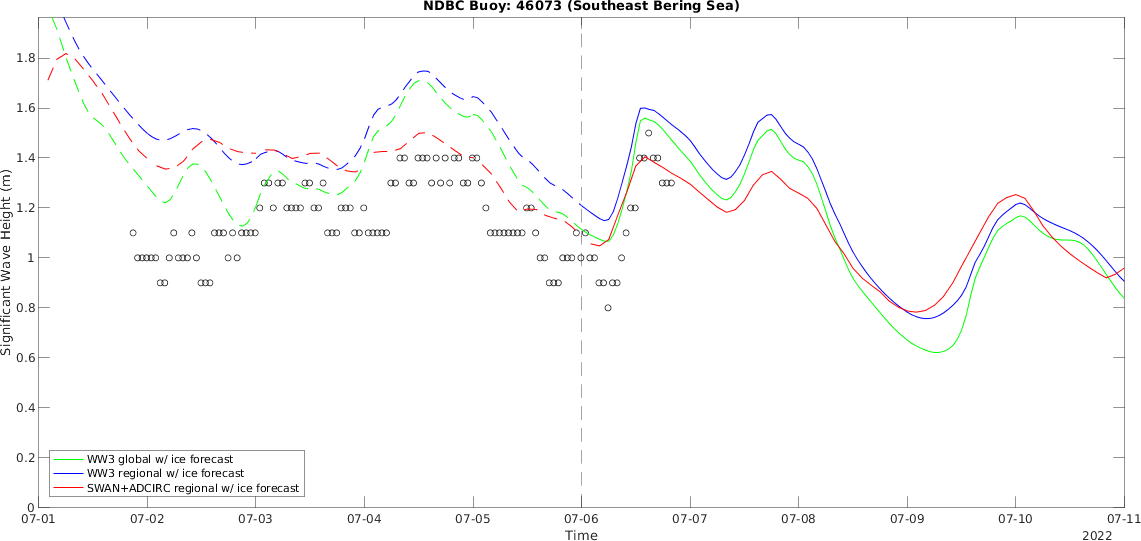 NDBC Buoy: 46073 (Southeast Bering Sea)
Significant Wave Height (m)
1.8
1.6
1.4
1.2
1
0.8
0.6
0.4
0.2
0
WW3 global w/ ice forecast
WW3 regional w/ ice forecast
SWAN+ADCIRC regional w/ ice forecast
07-01 07-02 07-03 07-04 07-05 07-06 07-07 07-08 07-09 07-10 07-11
Time
2022